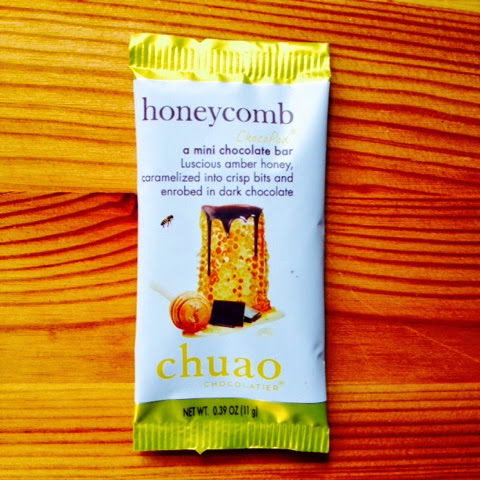 honeycomb
ChocoPod®
a mini chocolate bar
Luscious amber honey,
caramelized into crisp bits and
enrobed in dark chocolate
chuao
CHOCOLATIER®
NET WT. 0.39 OZ (11 g)